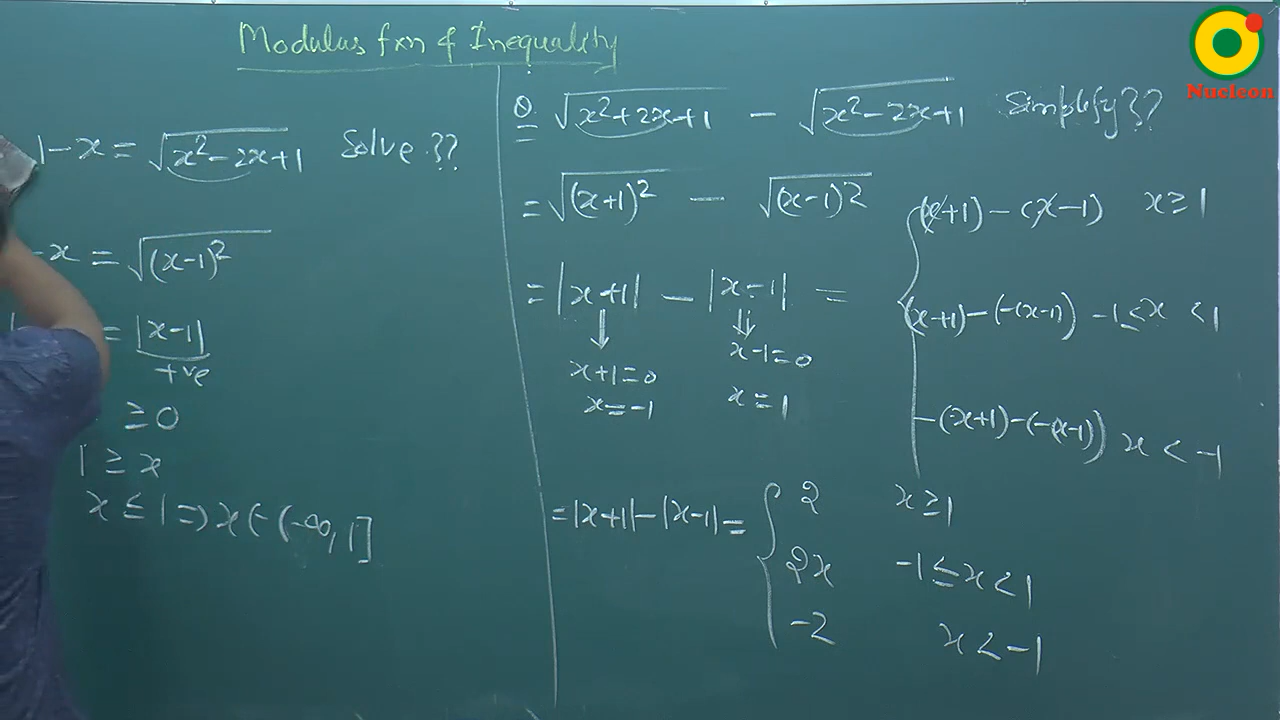 Modulus fxn & Inequality
Nucleon
1-x = √(x²-2x+1) Solve ??
-x = √((x-1)²)
= |x-1|
+ve
≥0
1 ≥ x
x ≤ 1 => x ∈ (-∞, 1]
Q. √(x²+2x+1) - √(x²-2x+1) Simplify??
= √((x+1)²) - √((x-1)²)
= |x+1| - |x-1| =
x+1=0
x=-1
x-1=0
x=1
(x+1)-(x-1) x≥1
(x+1)-(-(x-1)) -1≤x<1
-(x+1)-(-(x-1)) x<-1
= |x+1|-|x-1| = { 2 x≥1
2x -1≤x<1
-2 x<-1